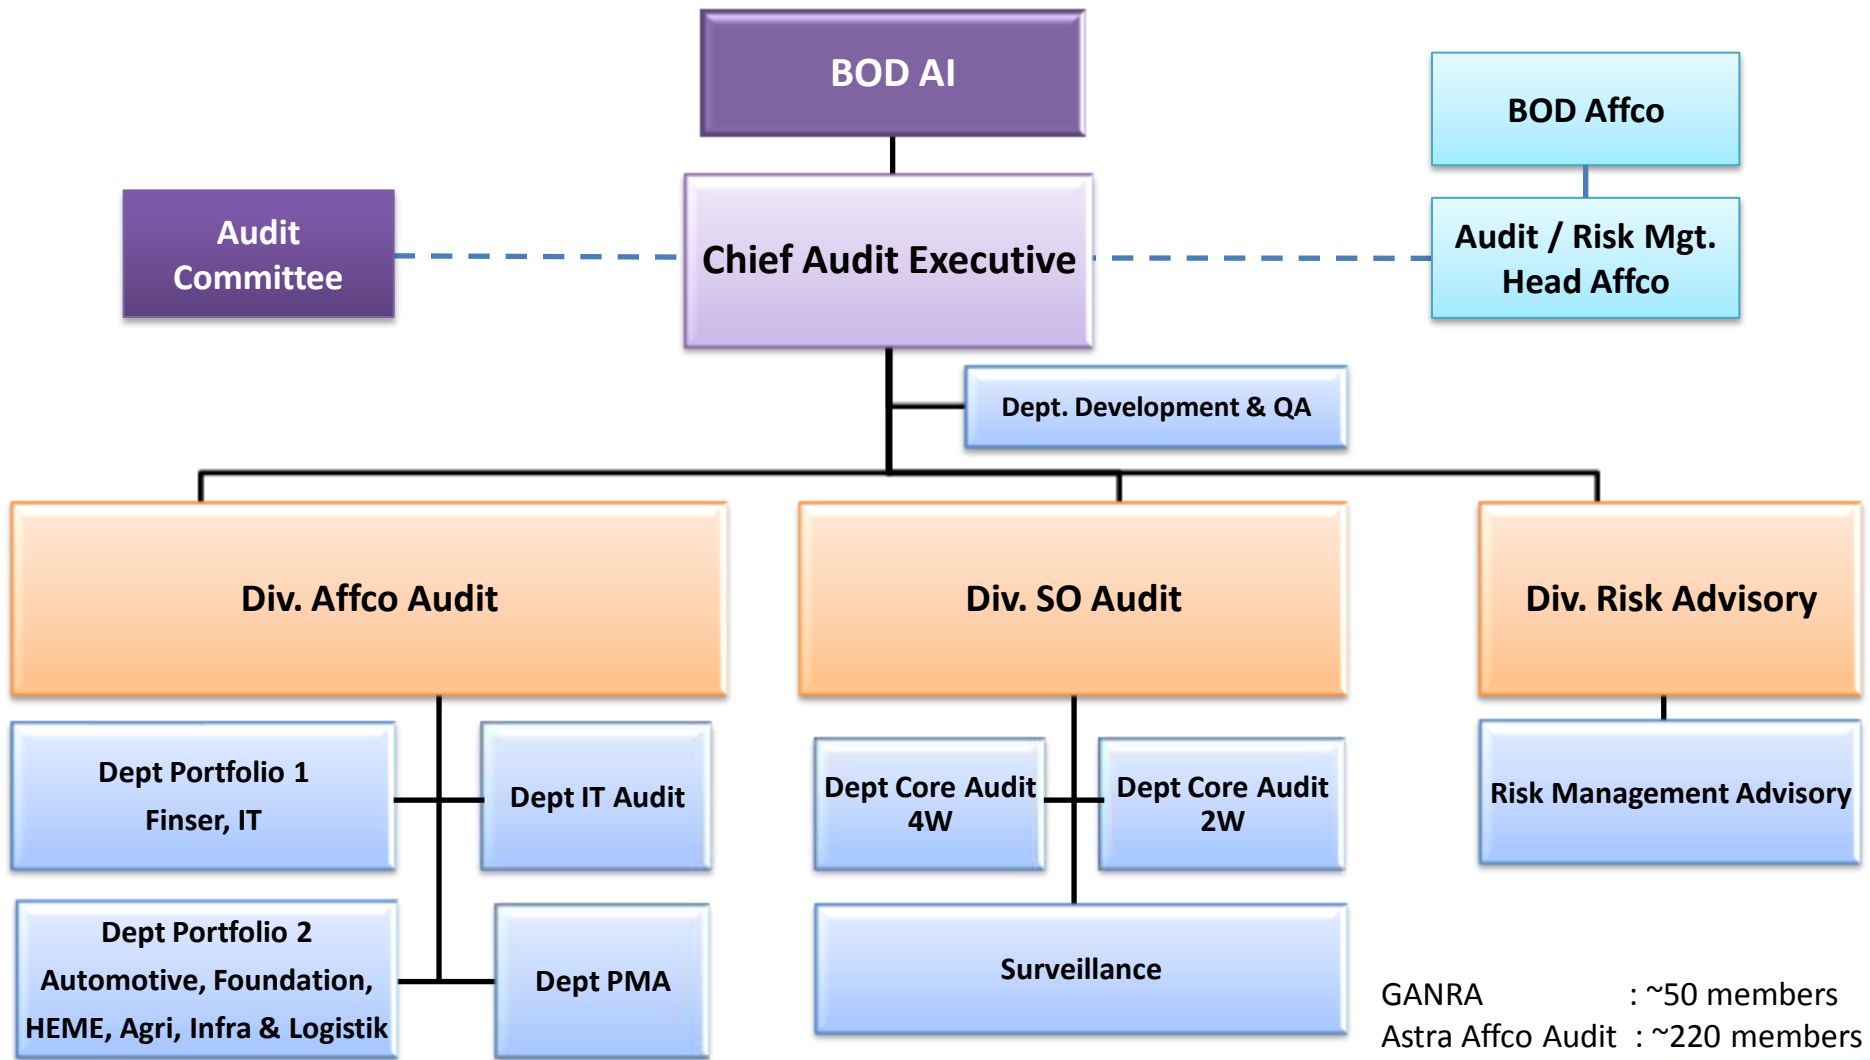 BOD AI
BOD Affco
Audit
Committee
Chief Audit Executive
Audit / Risk Mgt.
Head Affco
Dept. Development & QA
Div. Affco Audit
Div. SO Audit
Div. Risk Advisory
Dept Portfolio 1
Finser, IT
Dept IT Audit
Dept Core Audit
4W
Dept Core Audit
2W
Risk Management Advisory
Dept Portfolio 2
Automotive, Foundation,
HEME, Agri, Infra & Logistik
Dept PMA
Surveillance
GANRA : ~50 members
Astra Affco Audit : ~220 members